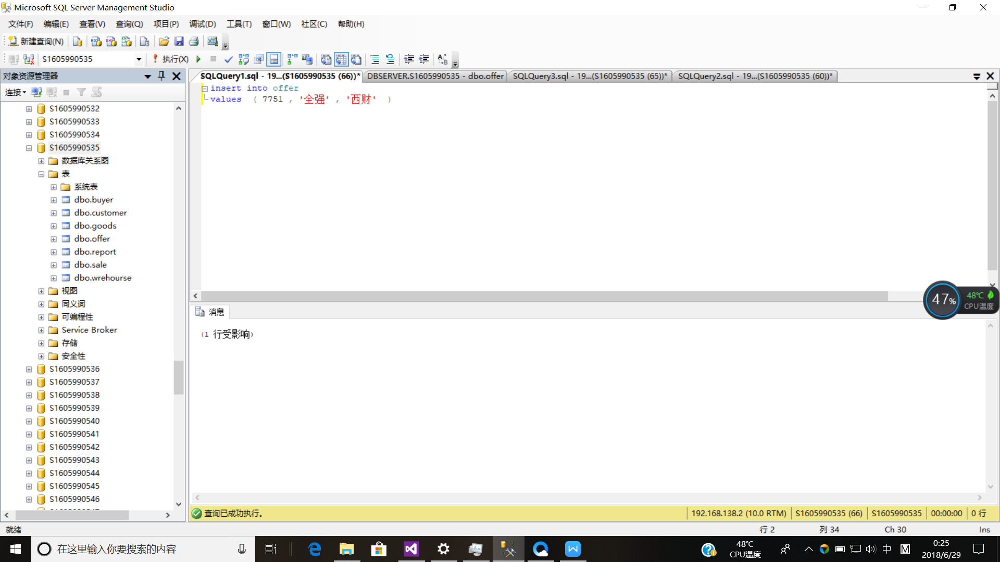 Microsoft SQL Server Management Studio
文件(F) 编辑(E) 查看(V) 查询(Q) 项目(P) 调试(D) 工具(T) 窗口(W) 社区(C) 帮助(H)
新建查询(N)
S1605990535 执行(X)
对象资源管理器
连接
S1605990532
S1605990533
S1605990534
S1605990535
数据库关系图
表
系统表
dbo.buyer
dbo.customer
dbo.goods
dbo.offer
dbo.report
dbo.sale
dbo.wrehourse
视图
同义词
可编程性
Service Broker
存储
安全性
S1605990536
S1605990537
S1605990538
S1605990539
S1605990540
S1605990541
S1605990542
S1605990543
S1605990544
S1605990545
S1605990546
SQLQuery1.sql - 19...(S1605990535 (66))* DBSERVER.S1605990535 - dbo.offer SQLQuery3.sql - 19...(S1605990535 (65))* SQLQuery2.sql - 19...(S1605990535 (60))*
insert into offer
values ( 7751 , '全强' , '西财' )
47% 48℃
CPU温度
消息
(1 行受影响)
查询已成功执行。 192.168.138.2 (10.0 RTM) S1605990535 (66) S1605990535 00:00:00 0 行
就绪 行 2 列 34 Ch 30 Ins
在这里输入你要搜索的内容
48℃
CPU温度
中 M
0:25
2018/6/29